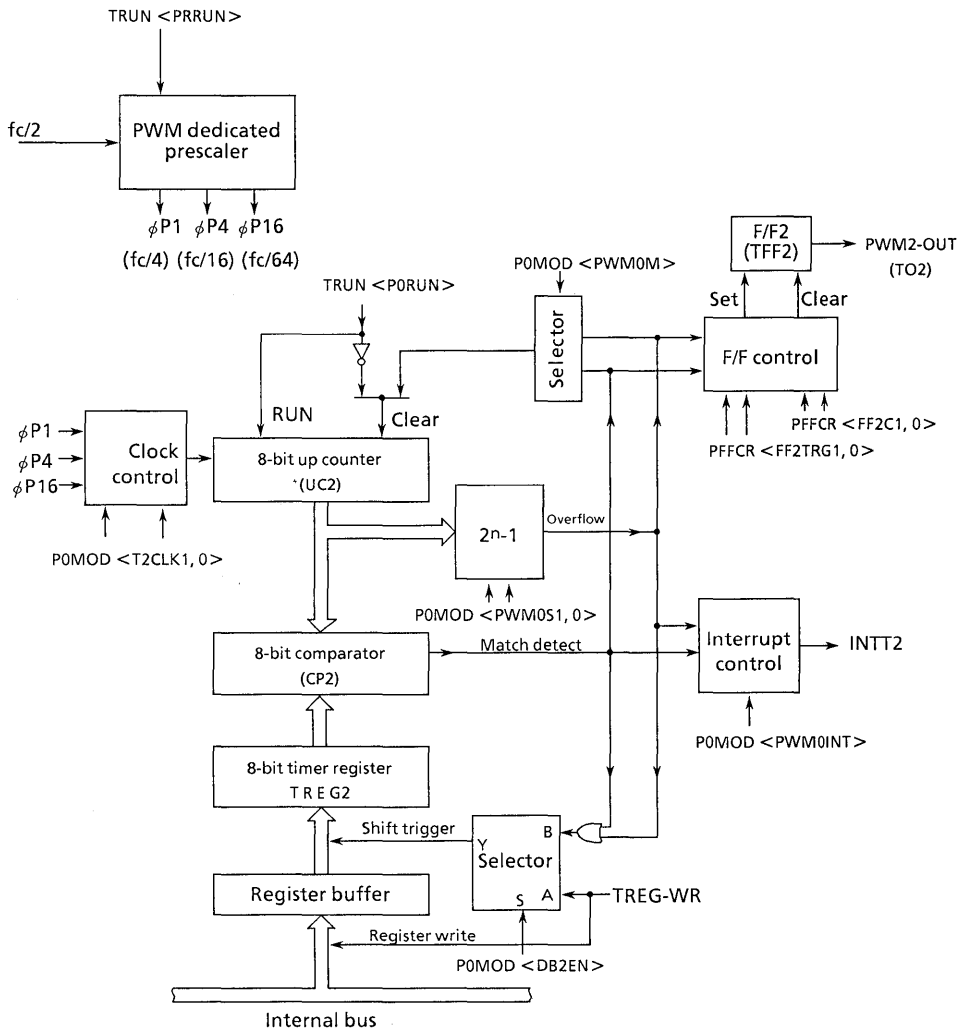 TRUN <PRRUN>
fc/2
PWM dedicated
prescaler
φP1 φP4 φP16
(fc/4) (fc/16) (fc/64)
F/F2
(TFF2)
PWM2-OUT
(TO2)
P0MOD <PWM0M>
TRUN <P0RUN>
Set
Clear
Selector
F/F control
RUN
Clear
PFFCR <FF2C1, 0>
PFFCR <FF2TRG1, 0>
φP1
φP4
φP16
Clock
control
8-bit up counter
(UC2)
P0MOD <T2CLK1, 0>
2n-1
Overflow
P0MOD <PWM0S1, 0>
8-bit comparator
(CP2)
Match detect
Interrupt
control
INTT2
P0MOD <PWM0INT>
8-bit timer register
TREG2
Shift trigger
Y
B
Selector
S
A
TREG-WR
Register buffer
Register write
P0MOD <DB2EN>
Internal bus